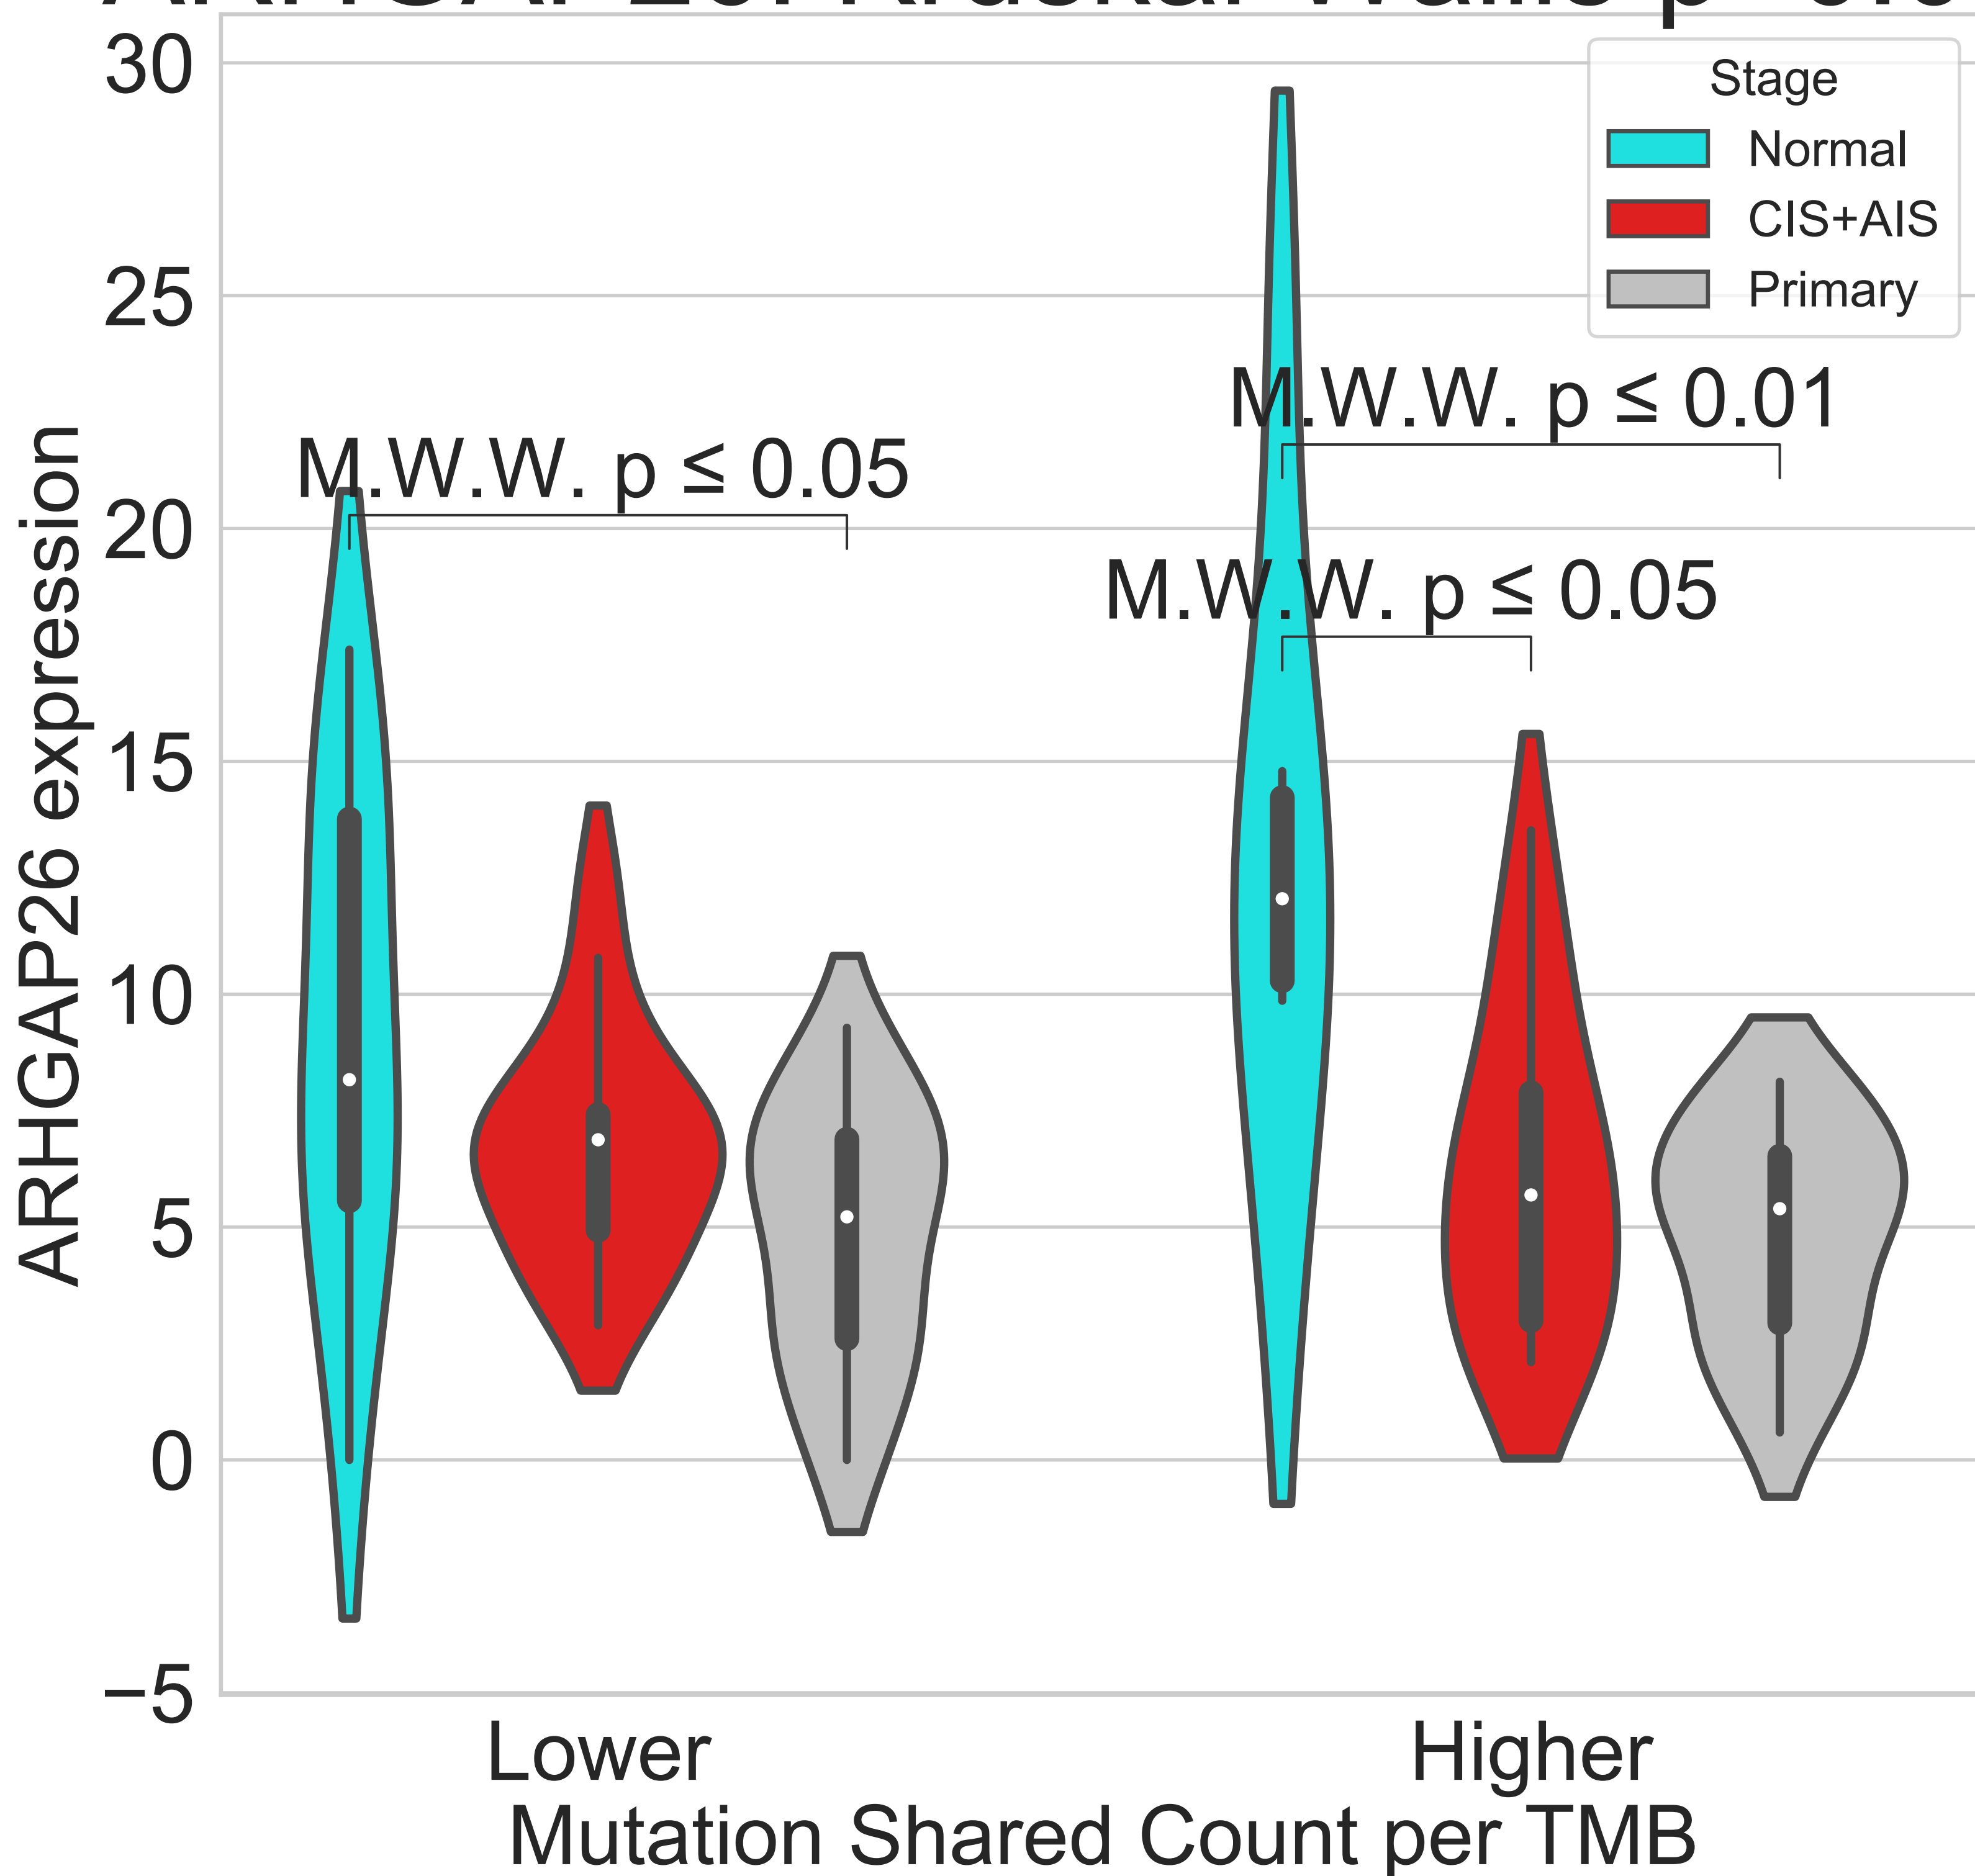 30
25
20
15
10
5
0
−5
ARHGAP26 expression
Stage
Normal
CIS+AIS
Primary
M.W.W. p ≤ 0.01
M.W.W. p ≤ 0.05
M.W.W. p ≤ 0.05
Lower
Higher
Mutation Shared Count per TMB